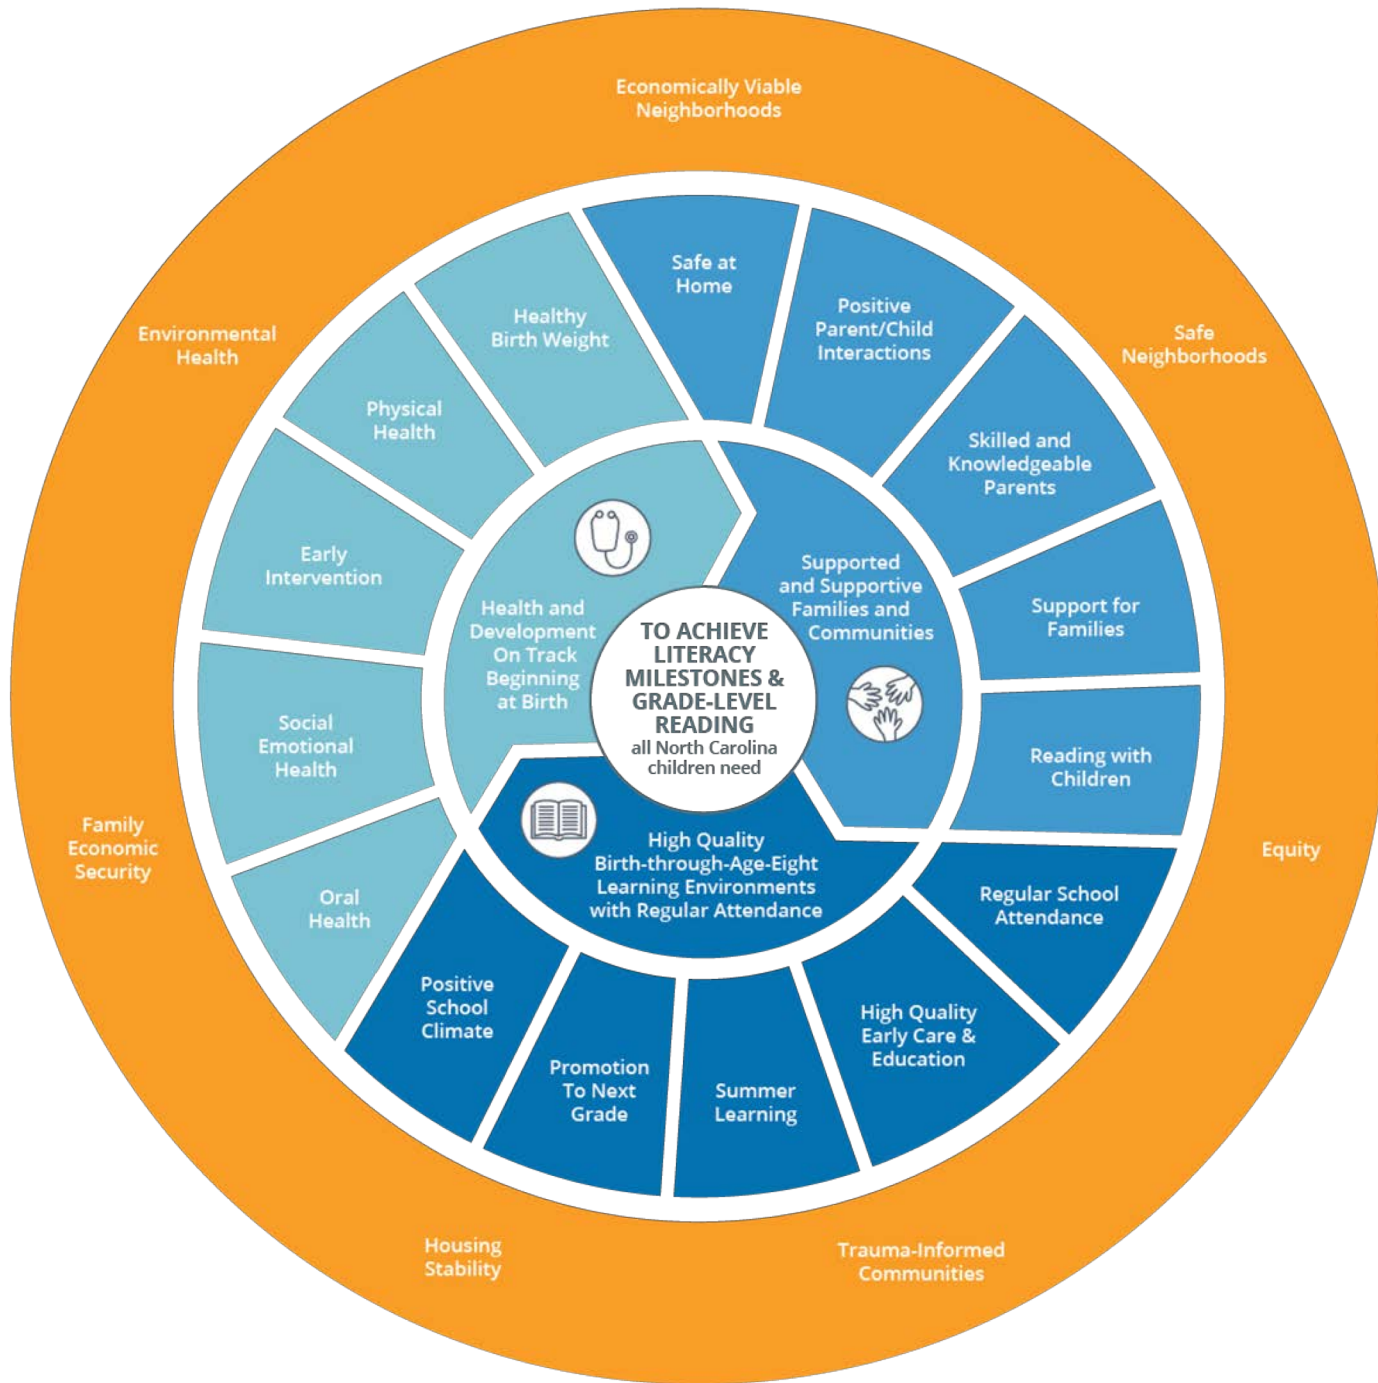 Economically Viable
Neighborhoods
Safe
Neighborhoods
Equity
Trauma-Informed
Communities
Housing
Stability
Family
Economic
Security
Environmental
Health
Safe at
Home
Positive
Parent/Child
Interactions
Skilled and
Knowledgeable
Parents
Support for
Families
Reading with
Children
Regular School
Attendance
High Quality
Early Care &
Education
Summer
Learning
Promotion
To Next
Grade
Positive
School
Climate
Oral
Health
Social
Emotional
Health
Early
Intervention
Physical
Health
Healthy
Birth Weight
Health and
Development
On Track
Beginning
at Birth
Supported
and Supportive
Families and
Communities
High Quality
Birth-through-Age-Eight
Learning Environments
with Regular Attendance
TO ACHIEVE
LITERACY
MILESTONES &
GRADE-LEVEL
READING
all North Carolina
children need